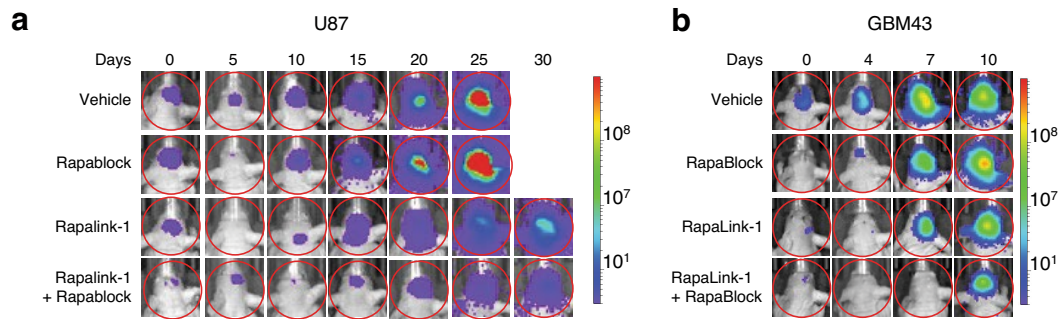 a
U87
Days 0 5 10 15 20 25 30
Vehicle
Rapablock
Rapalink-1
Rapalink-1
+ Rapablock
10⁸
10⁷
10¹
b
GBM43
Days 0 4 7 10
Vehicle
RapaBlock
RapaLink-1
RapaLink-1
+ RapaBlock
10⁸
10⁷
10¹